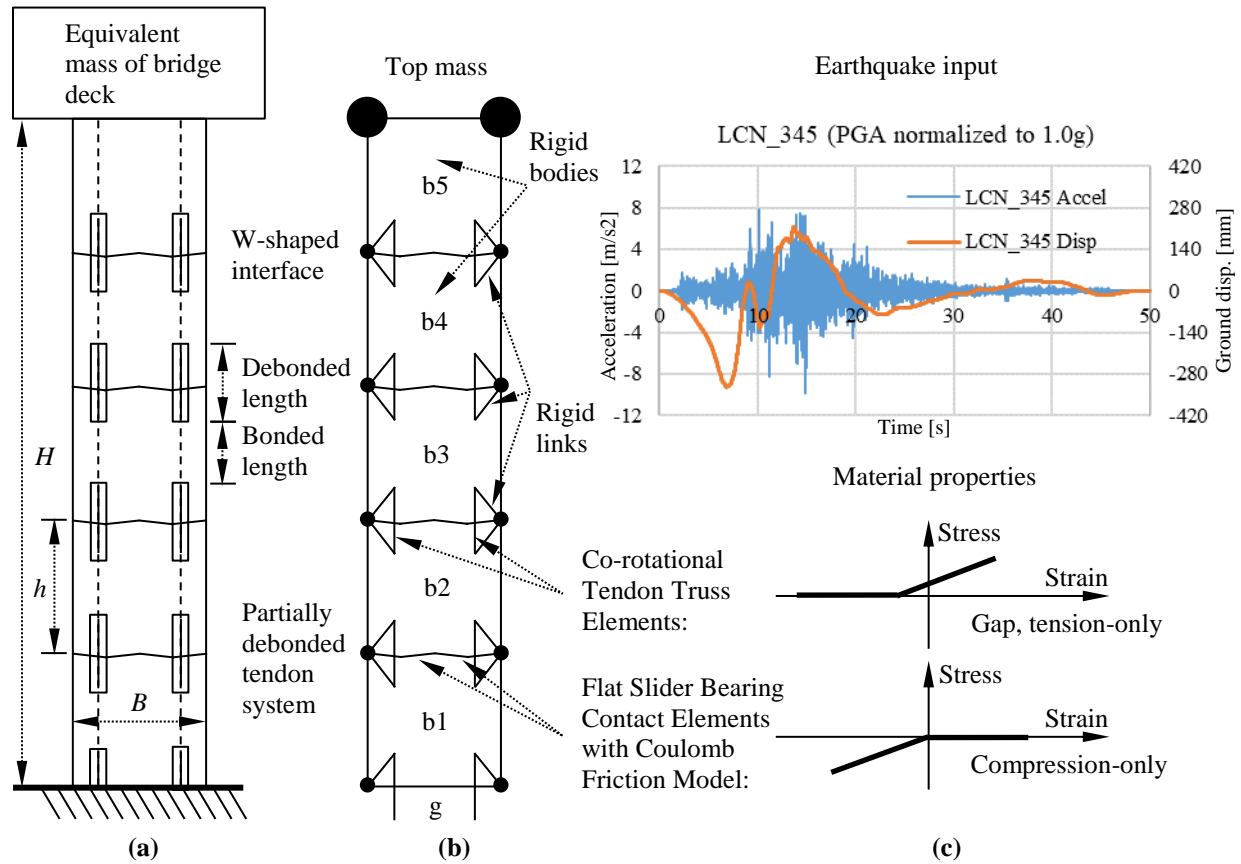 Equivalent
mass of bridge
deck
H
h
B
W-shaped
interface
Debonded
length
Bonded
length
Partially
debonded
tendon
system
(a)
Top mass
Rigid
bodies
b5
b4
b3
b2
b1
g
Rigid
links
Co-rotational
Tendon Truss
Elements:
Flat Slider Bearing
Contact Elements
with Coulomb
Friction Model:
(b)
Earthquake input
LCN_345 (PGA normalized to 1.0g)
Acceleration [m/s2]
12
8
4
0
-4
-8
-12
LCN_345 Accel
LCN_345 Disp
420
280
140
0
-140
-280
-420
Ground disp. [mm]
0 10 20 30 40 50
Time [s]
Material properties
Stress
Strain
Gap, tension-only
Stress
Strain
Compression-only
(c)